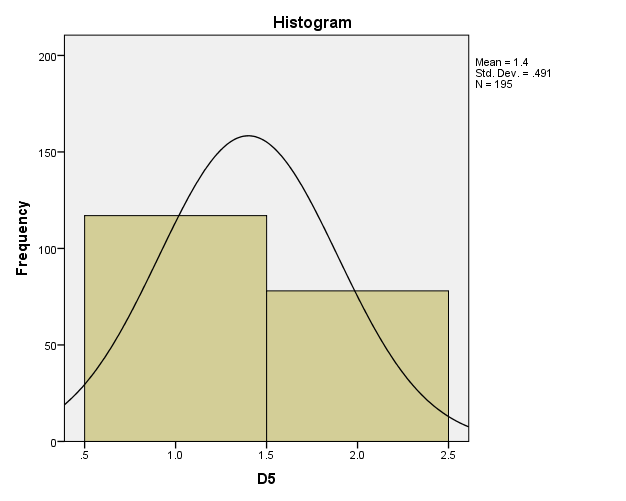 Histogram
Mean = 1.4
Std. Dev. = .491
N = 195
200
150
100
50
0
Frequency
.5 1.0 1.5 2.0 2.5
D5